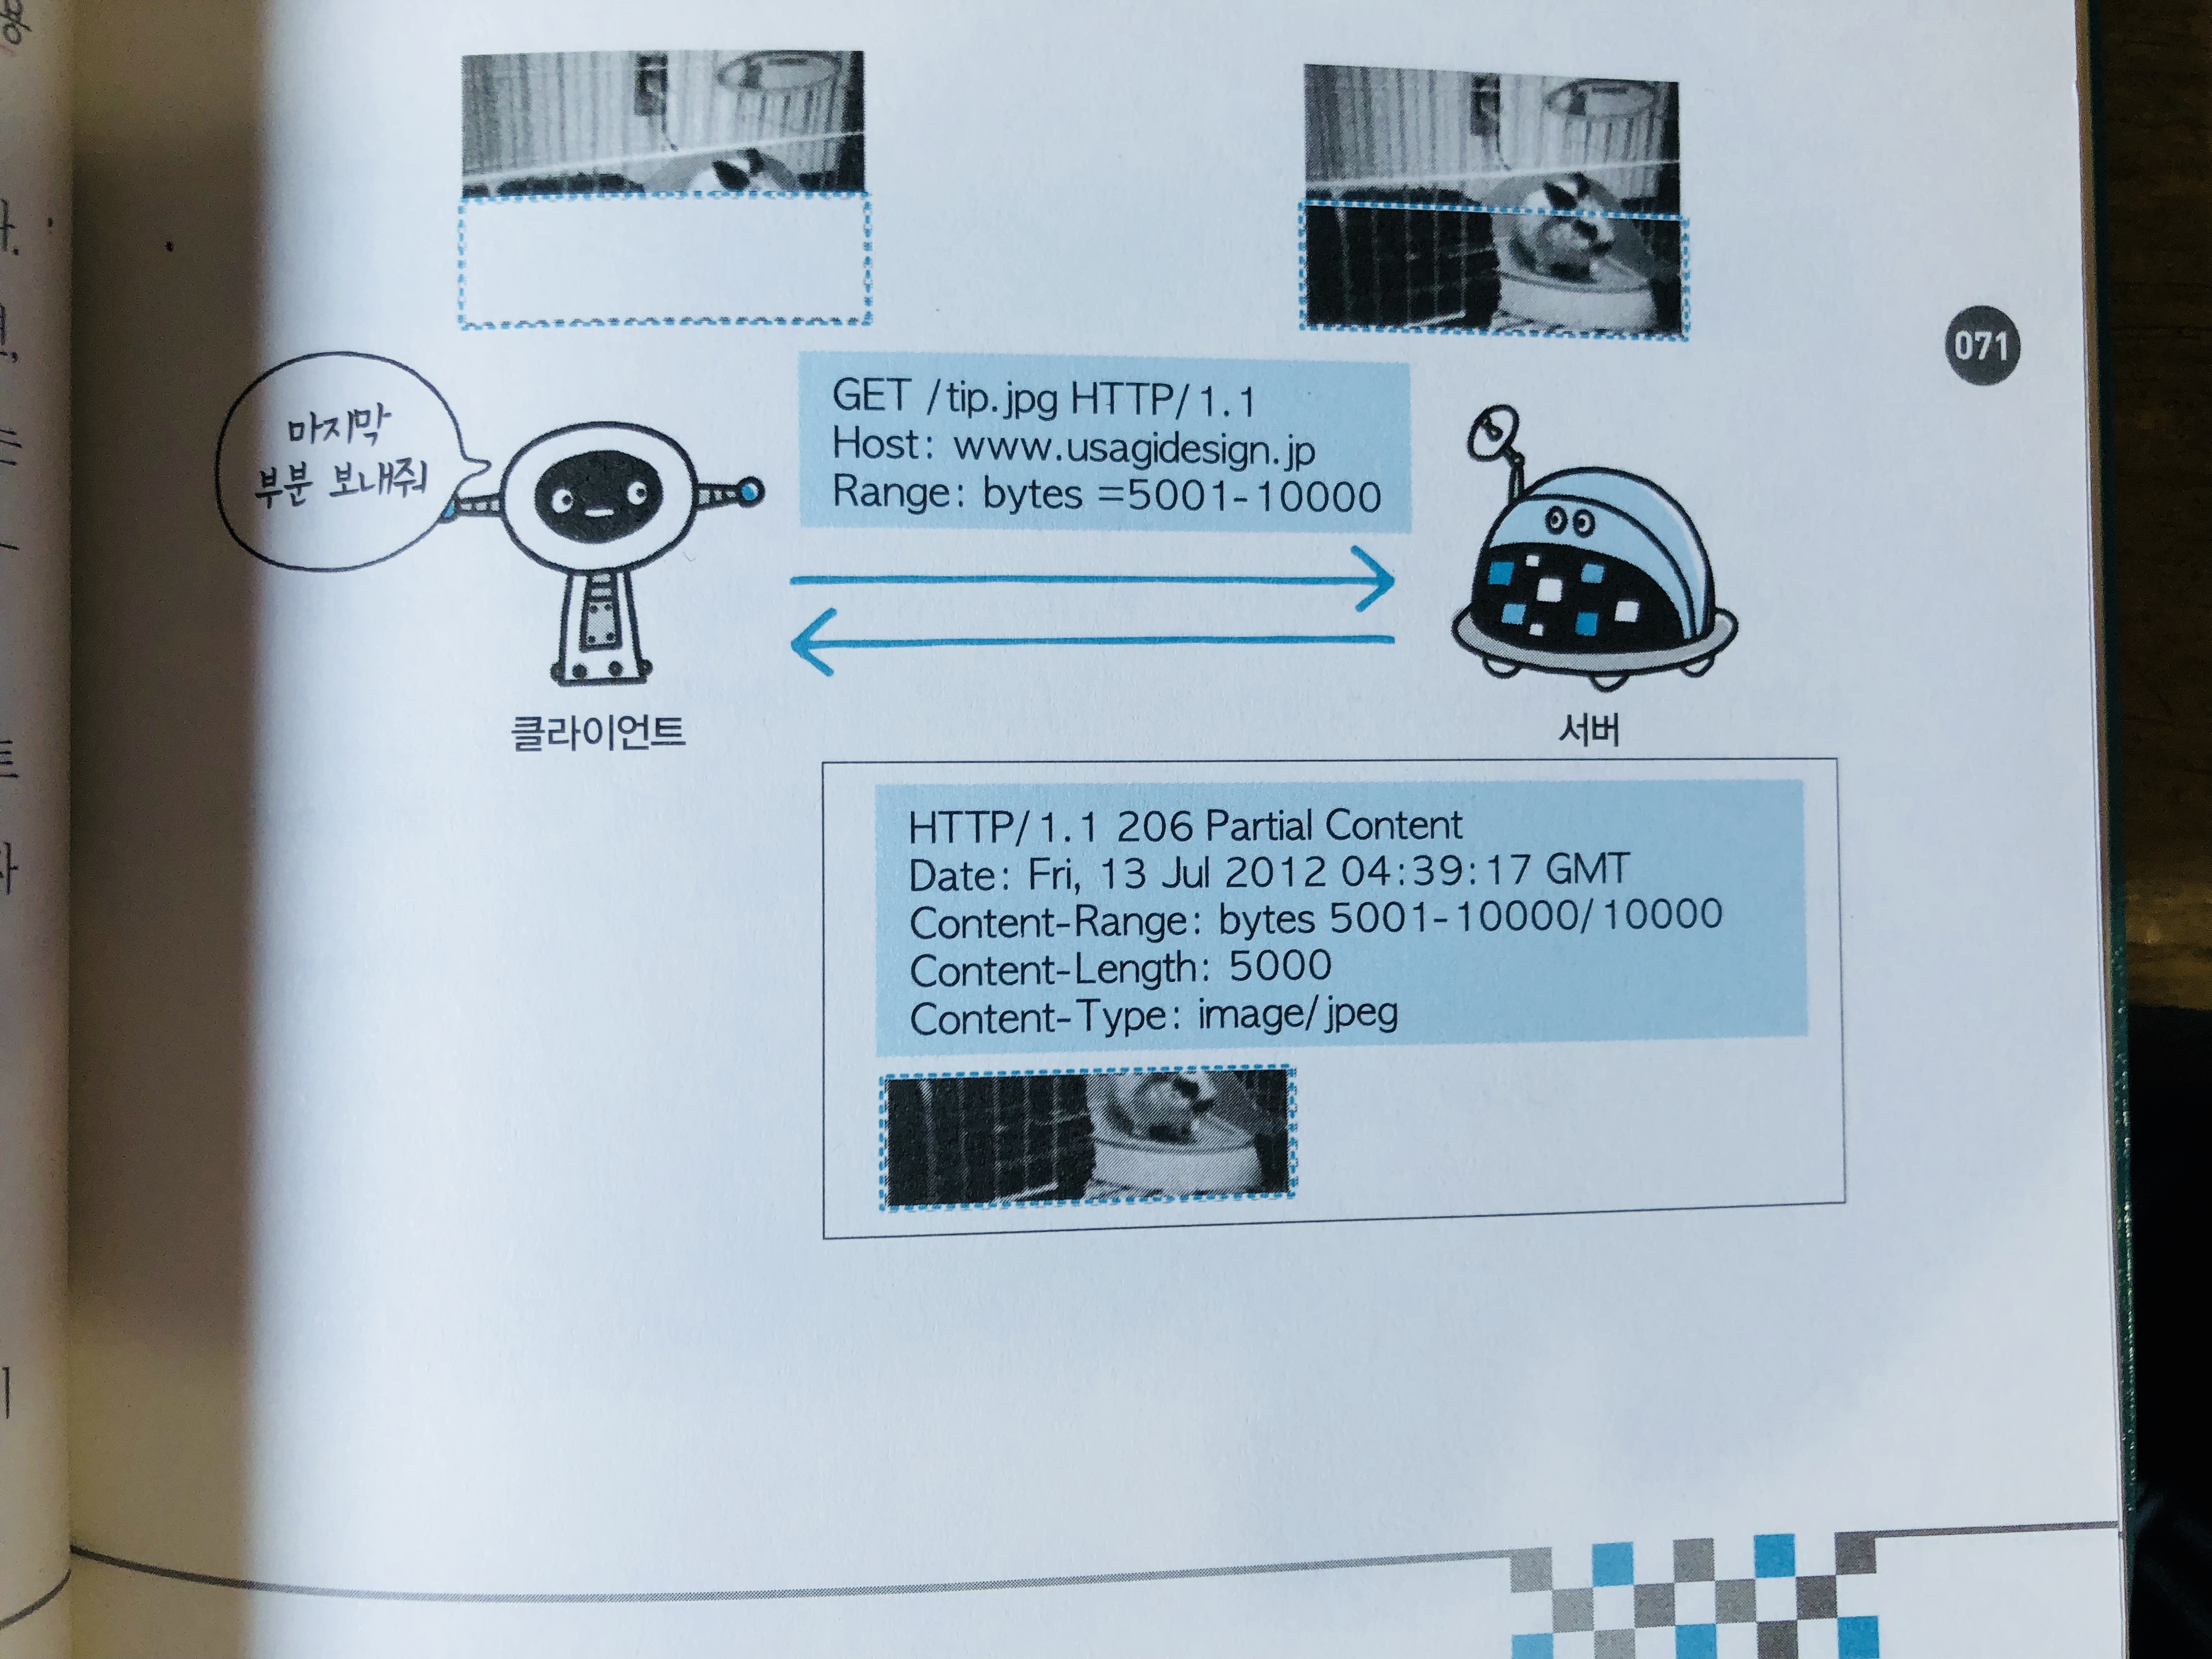 071
마지막
부분 보내줘
GET /tip.jpg HTTP/1.1
Host: www.usagidesign.jp
Range: bytes =5001-10000
클라이언트
서버
HTTP/1.1 206 Partial Content
Date: Fri, 13 Jul 2012 04:39:17 GMT
Content-Range: bytes 5001-10000/10000
Content-Length: 5000
Content-Type: image/jpeg